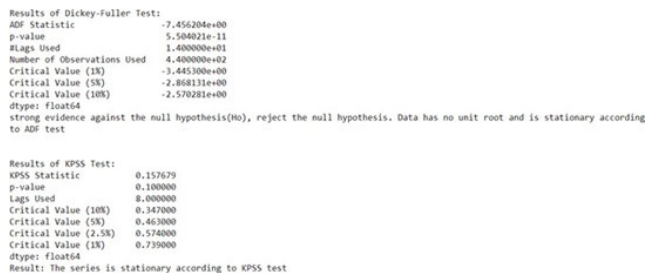 Results of Dickey-Fuller Test:
ADF Statistic -7.456204e+00
p-value 5.504021e-11
#Lags Used 1.400000e+01
Number of Observations Used 4.400000e+02
Critical Value (1%) -3.445300e+00
Critical Value (5%) -2.868131e+00
Critical Value (10%) -2.570281e+00
dtype: float64
strong evidence against the null hypothesis(Ho), reject the null hypothesis. Data has no unit root and is stationary according
to ADF test
Results of KPSS Test:
KPSS Statistic 0.157679
p-value 0.100000
Lags Used 8.000000
Critical Value (10%) 0.347000
Critical Value (5%) 0.463000
Critical Value (2.5%) 0.574000
Critical Value (1%) 0.739000
dtype: float64
Result: The series is stationary according to KPSS test